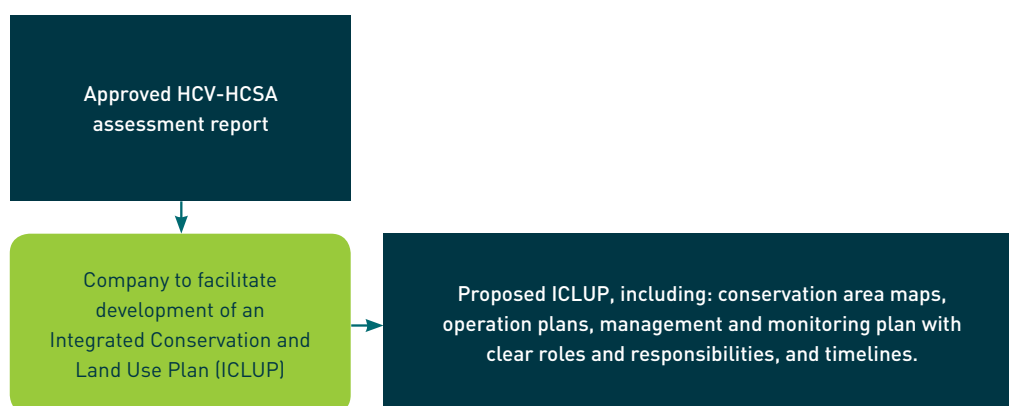 Approved HCV-HCSA
assessment report
Company to facilitate
development of an
Integrated Conservation and
Land Use Plan (ICLUP)
Proposed ICLUP, including: conservation area maps,
operation plans, management and monitoring plan with
clear roles and responsibilities, and timelines.